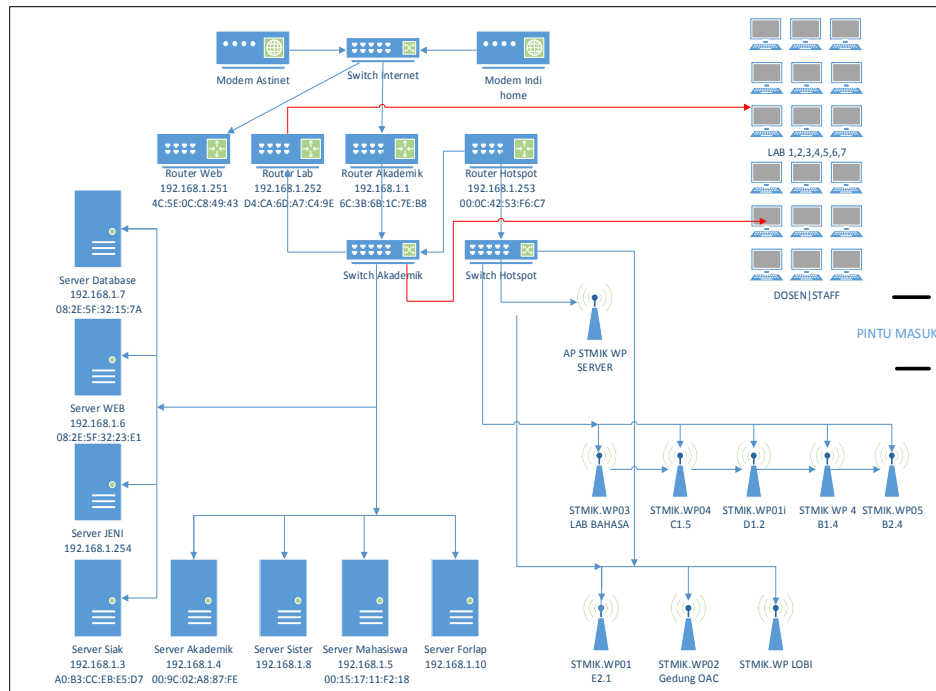 Modem Astinet
Switch Internet
Modem Indi
home
LAB 1,2,3,4,5,6,7
Router Web
192.168.1.251
4C:5E:0C:C8:49:43
Router Lab
192.168.1.252
D4:CA:6D:A7:C4:9E
Router Akademik
192.168.1.1
6C:3B:6B:1C:7E:B8
Router Hotspot
192.168.1.253
00:0C:42:53:F6:C7
Switch Akademik
Switch Hotspot
DOSEN|STAFF
PINTU MASUK
Server Database
192.168.1.7
08:2E:5F:32:15:7A
AP STMIK WP
SERVER
Server WEB
192.168.1.6
08:2E:5F:32:23:E1
Server JENI
192.168.1.254
STMIK.WP03
LAB BAHASA
STMIK.WP04
C1.5
STMIK.WP01i
D1.2
STMIK WP 4
B1.4
STMIK.WP05
B2.4
Server Siak
192.168.1.3
A0:B3:CC:EB:E5:D7
Server Akademik
192.168.1.4
00:9C:02:A8:87:FE
Server Sister
192.168.1.8
Server Mahasiswa
192.168.1.5
00:15:17:11:F2:18
Server Forlap
192.168.1.10
STMIK.WP01
E2.1
STMIK.WP02
Gedung OAC
STMIK.WP LOBI